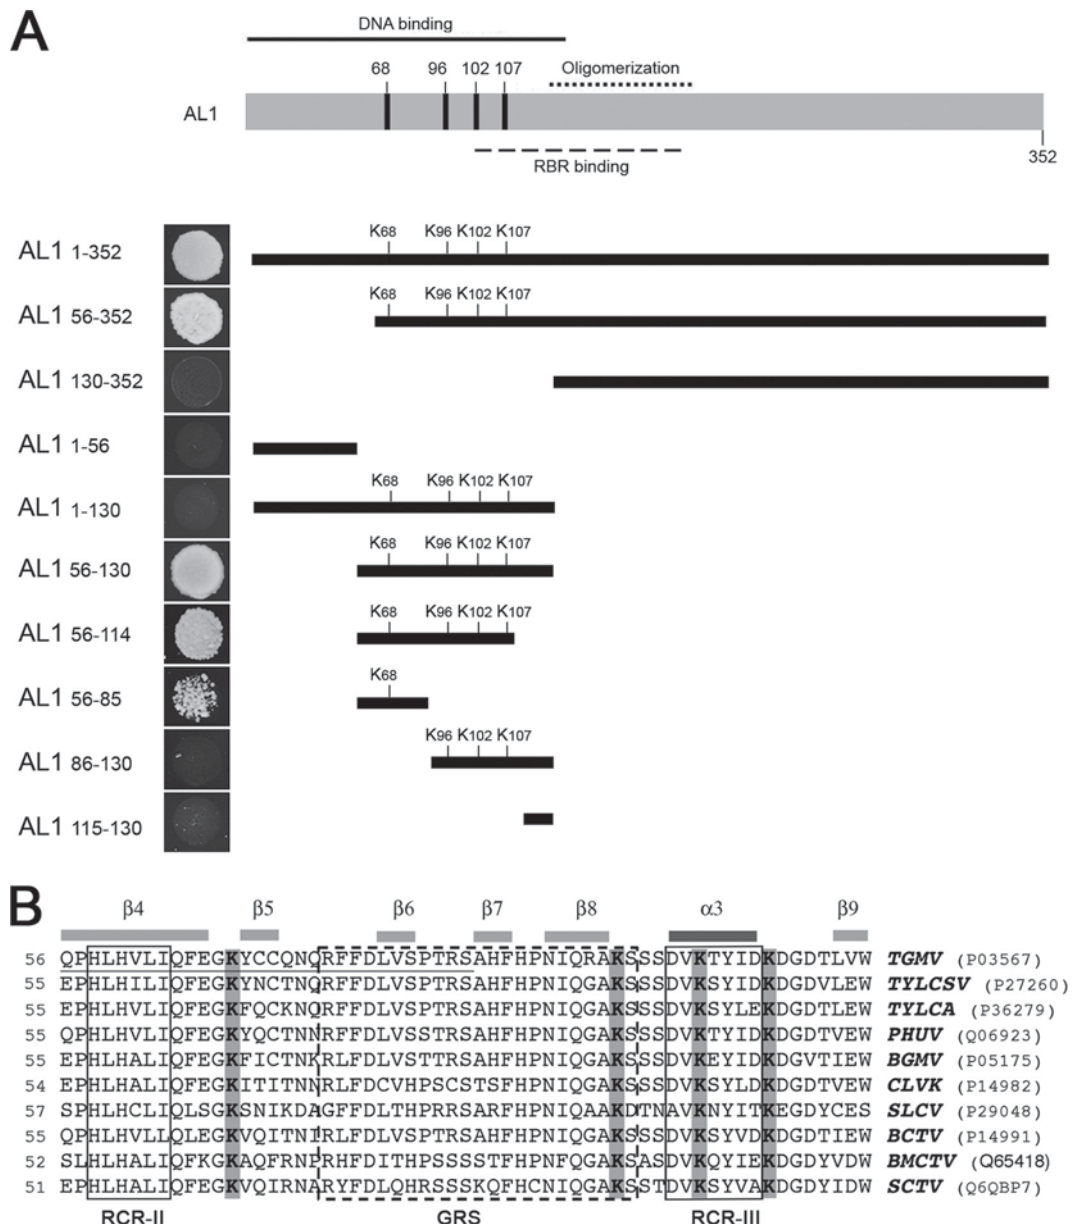 A
DNA binding
68 96 102 107 Oligomerization
AL1
352
RBR binding
AL1 1-352 K68 K96 K102 K107
AL1 56-352 K68 K96 K102 K107
AL1 130-352
AL1 1-56
AL1 1-130 K68 K96 K102 K107
AL1 56-130 K68 K96 K102 K107
AL1 56-114 K68 K96 K102 K107
AL1 56-85 K68
AL1 86-130 K96 K102 K107
AL1 115-130
B
β4 β5 β6 β7 β8 α3 β9
56 QPHLHVLIQFEGKYCCQNQRFFDLVSPTRSAHFHPNIQRAKSSSDVKTYIDKDGDTLVW TGMV (P03567)
55 EPHLHILIQFEGKYNCTNQRFFDLVSPTRSAHFHPNIQGAKSSSDVKSYIDKDGDVLEW TYLCSV (P27260)
55 EPHLHVLIQFEGKFQCKNQRFFDLVSPTRSAHFHPNIQGAKSSSDVKSYLEKDGDTLEW TYLCA (P36279)
55 QPHLHVLIQFEGKYQCTNNRFFDLVSPTRSAHFHPNIQGAKSSSDVKTYIDKDGDTVEW PHUV (Q06923)
55 EPHLHALIQFEGKFICTNKRLFDLVSTTRSAHFHPNIQGAKSSSDVKEYIDKDGVTIEW BGMV (P05175)
54 EPHLHALIQFEGKITITNNRLFDCVHPSCSTSFHPNIQGAKSSSDVKSYLDKDGDTVEW CLVK (P14982)
57 SPHLHCLIQLSGKSNIKDAGFFDLTHPRRSARFHPNIQAAKDTNAVKNYITKEGDYCES SLCV (P29048)
55 QPHLHVLLQLEGKVQITNIRLFDLVSPTRSAHFHPNIQGAKSSSDVKSYVDKDGDTIEW BCTV (P14991)
52 SLHLHALIQFKGKAQFRNPRHFDITHPSSSSTFHPNFQGAKSASDVKQYIEKDGDYVDW BMCTV (Q65418)
51 EPHLHALIQFEGKVQIRNARYFDLQHRSSSKQFHCNIQGAKSSTDVKSYVAKDGDYIDW SCTV (Q6QBP7)
RCR-II GRS RCR-III